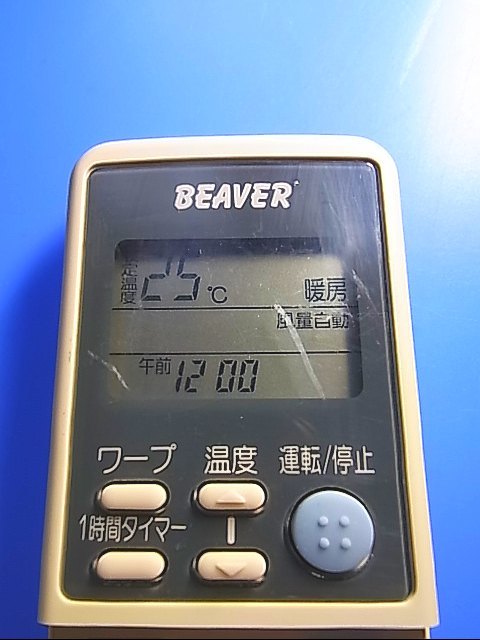 BEAVER
設定温度 25℃ 暖房
風量自動
午前 12 00
ワープ 温度 運転/停止
1時間タイマー